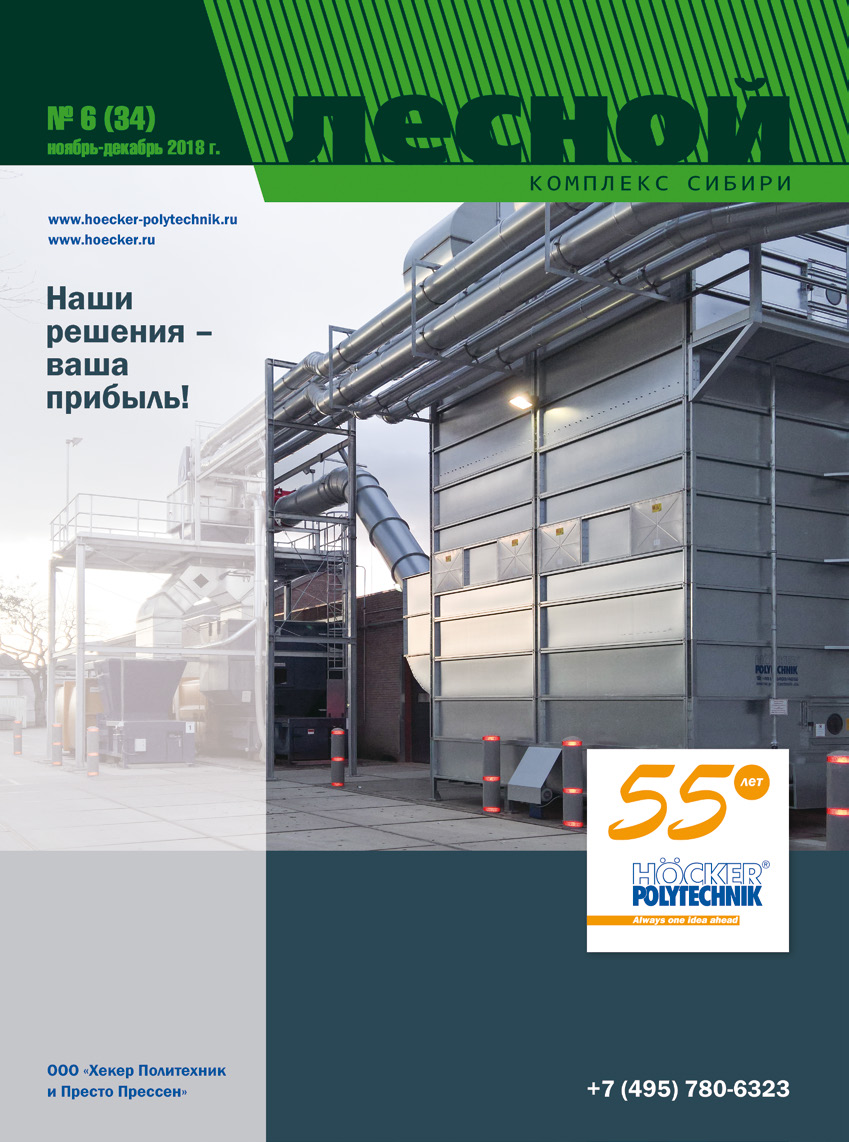 № 6 (34)
ноябрь-декабрь 2018 г.
лесной
КОМПЛЕКС СИБИРИ
www.hoecker-polytechnik.ru
www.hoecker.ru
Наши
решения –
ваша
прибыль!
POLYTECHNIK
55 лет
HÖCKER®
POLYTECHNIK
Always one idea ahead
ООО «Хекер Политехник
и Престо Прессен»
+7 (495) 780-6323